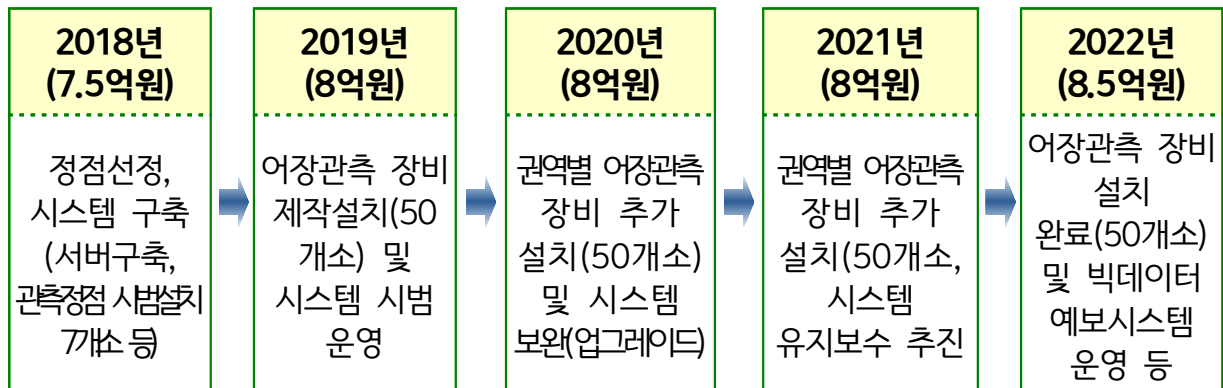 2018년
(7.5억원)
정점선정,
시스템 구축
(서버구축,
관측정점 시범설치
7개소 등)
2019년
(8억원)
어장관측 장비
제작설치(50
개소) 및
시스템 시범
운영
2020년
(8억원)
권역별 어장관측
장비 추가
설치(50개소)
및 시스템
보완(업그레이드)
2021년
(8억원)
권역별 어장관측
장비 추가
설치(50개소,
시스템
유지보수 추진
2022년
(8.5억원)
어장관측 장비
설치
완료(50개소)
및 빅데이터
예보시스템
운영 등